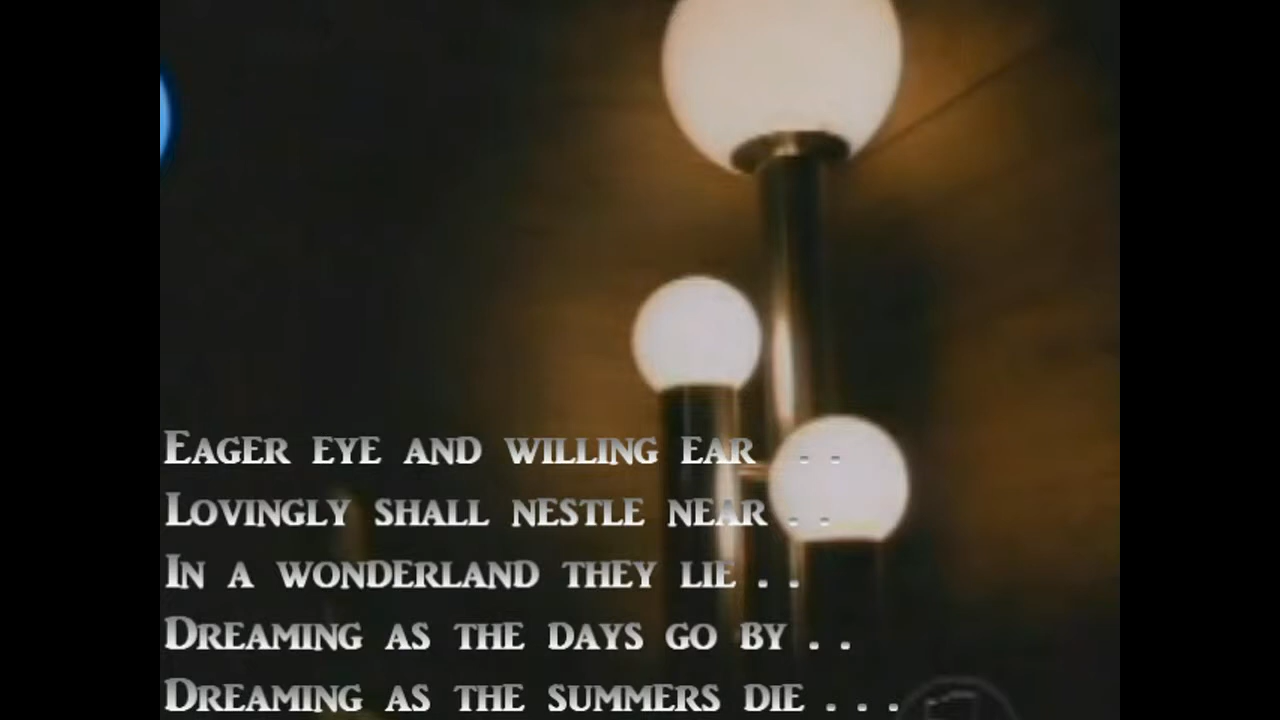 Eager eye and willing ear . .
Lovingly shall nestle near . .
In a wonderland they lie . .
Dreaming as the days go by . .
Dreaming as the summers die . . .